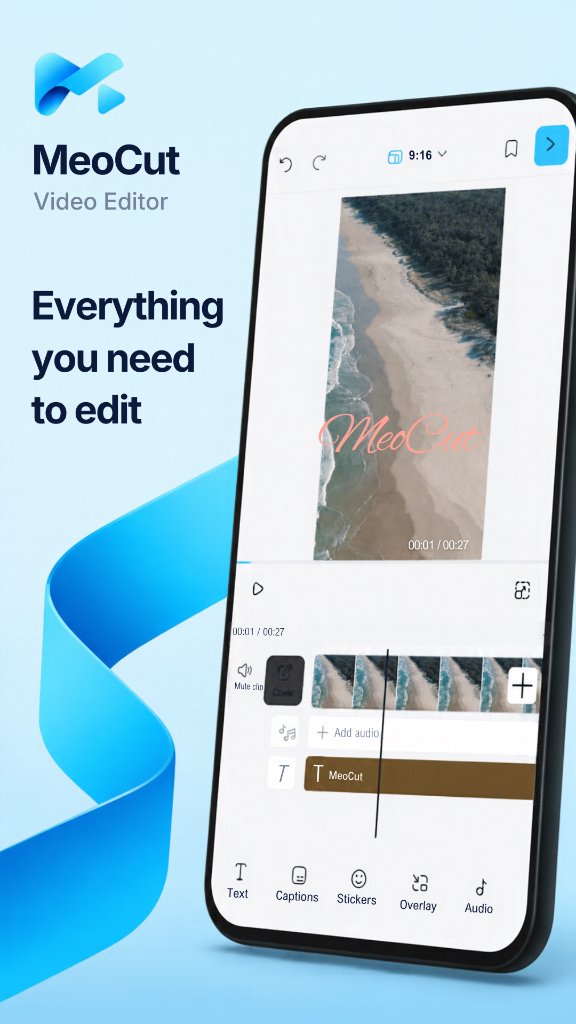 MeoCut
Video Editor
Everything
you need
to edit
9:16
MeoCut
00:01 / 00:27
00:01 / 00:27
Mute clip
Cover
Add audio
T MeoCut
Text
Captions
Stickers
Overlay
Audio